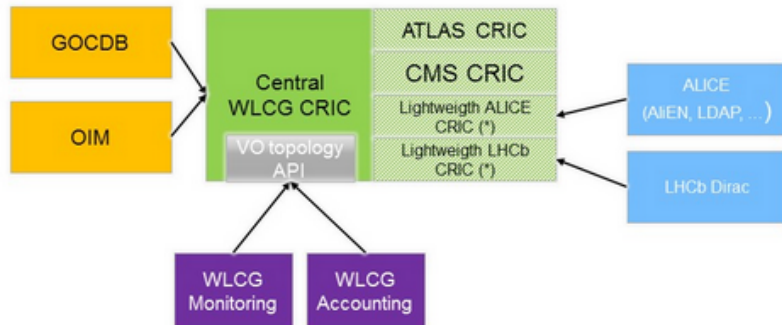 GOCDB
OIM
Central
WLCG CRIC
VO topology
API
ATLAS CRIC
CMS CRIC
Lightweigth ALICE
CRIC (*)
Lightweigth LHCb
CRIC (*)
ALICE
(AliEN, LDAP, ...)
LHCb Dirac
WLCG
Monitoring
WLCG
Accounting